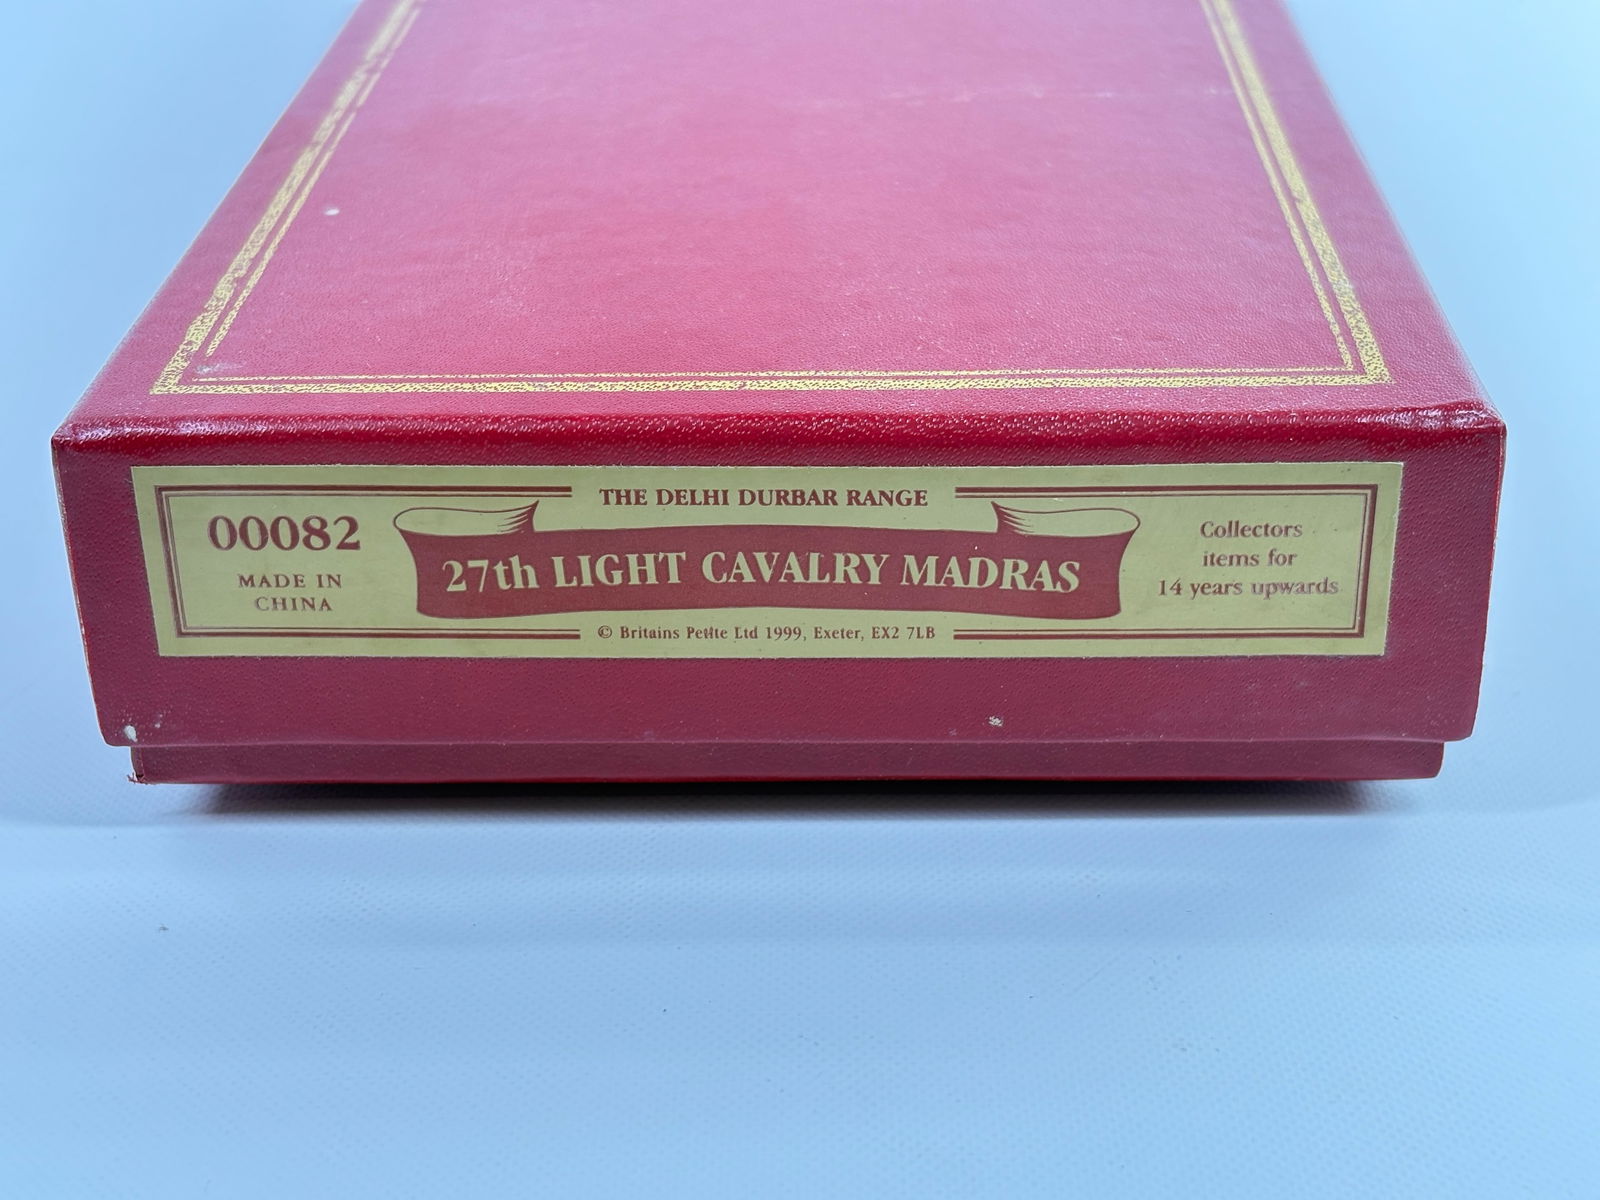 THE DELHI DURBAR RANGE
00082
MADE IN
CHINA
27th LIGHT CAVALRY MADRAS
Collectors
items for
14 years upwards
© Britains Petite Ltd 1999, Exeter, EX2 7LB